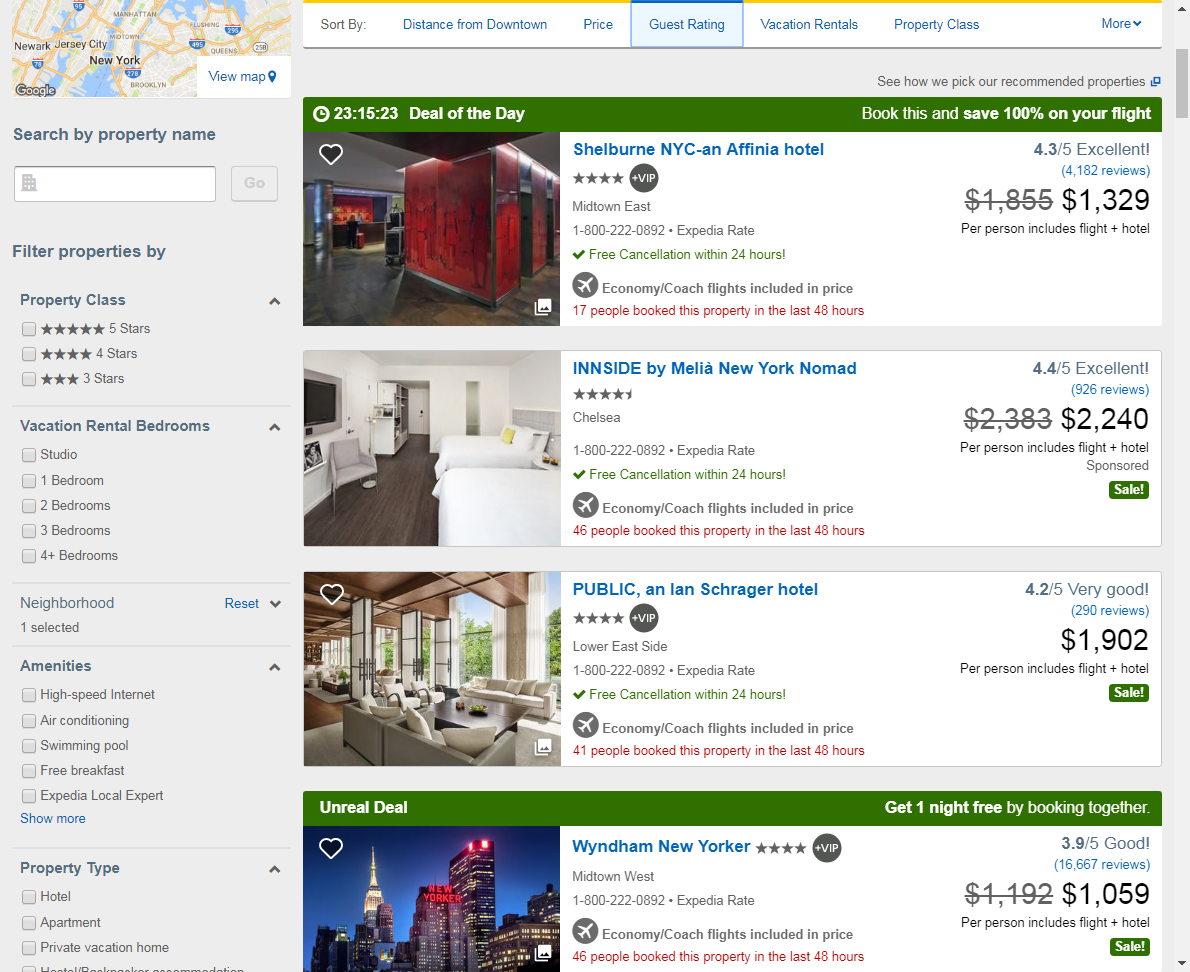 MANHATTAN
FLUSHING
495
295
Newark
Jersey City
MIDTOWN
495
25B
QUEENS
New York
78
278
BROOKLYN
Google
View map
Search by property name
Go
Filter properties by
Property Class
5 Stars
4 Stars
3 Stars
Vacation Rental Bedrooms
Studio
1 Bedroom
2 Bedrooms
3 Bedrooms
4+ Bedrooms
Neighborhood Reset
1 selected
Amenities
High-speed Internet
Air conditioning
Swimming pool
Free breakfast
Expedia Local Expert
Show more
Property Type
Hotel
Apartment
Private vacation home
Hostel/Backpacker accommodation
Sort By: Distance from Downtown Price Guest Rating Vacation Rentals Property Class More
See how we pick our recommended properties
23:15:23 Deal of the Day Book this and save 100% on your flight
Shelburne NYC-an Affinia hotel
+VIP
Midtown East
1-800-222-0892 • Expedia Rate
Free Cancellation within 24 hours!
Economy/Coach flights included in price
17 people booked this property in the last 48 hours
4.3/5 Excellent!
(4,182 reviews)
$1,855 $1,329
Per person includes flight + hotel
INNSIDE by Melià New York Nomad
Chelsea
1-800-222-0892 • Expedia Rate
Free Cancellation within 24 hours!
Economy/Coach flights included in price
46 people booked this property in the last 48 hours
4.4/5 Excellent!
(926 reviews)
$2,383 $2,240
Per person includes flight + hotel
Sponsored
Sale!
PUBLIC, an Ian Schrager hotel
+VIP
Lower East Side
1-800-222-0892 • Expedia Rate
Free Cancellation within 24 hours!
Economy/Coach flights included in price
41 people booked this property in the last 48 hours
4.2/5 Very good!
(290 reviews)
$1,902
Per person includes flight + hotel
Sale!
Unreal Deal Get 1 night free by booking together.
NEW
YORKER
Wyndham New Yorker +VIP
Midtown West
1-800-222-0892 • Expedia Rate
Economy/Coach flights included in price
46 people booked this property in the last 48 hours
3.9/5 Good!
(16,667 reviews)
$1,192 $1,059
Per person includes flight + hotel
Sale!